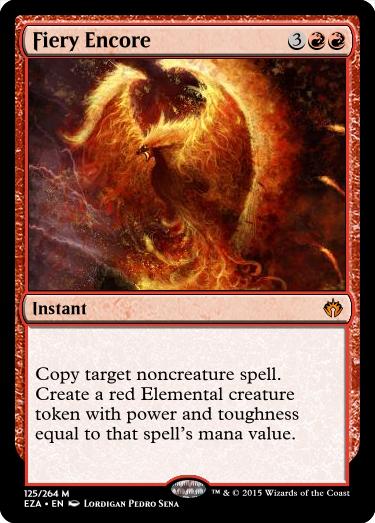 Fiery Encore 3
Instant
Copy target noncreature spell.
Create a red Elemental creature
token with power and toughness
equal to that spell's mana value.
125/264 M
EZA • EN Lordigan Pedro Sena
™ & © 2015 Wizards of the Coast